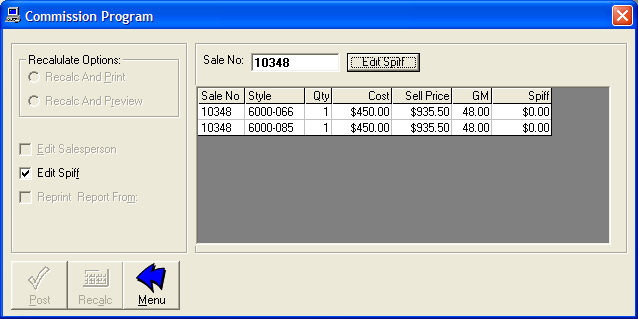 Commission Program
Recalulate Options:
Recalc And Print
Recalc And Preview
Edit Salesperson
Edit Spiff
Reprint Report From:
Sale No: 10348 Edit Spiff
Sale No Style Qty Cost Sell Price GM Spiff
10348 6000-066 1 $450.00 $935.50 48.00 $0.00
10348 6000-085 1 $450.00 $935.50 48.00 $0.00
Post Recalc Menu